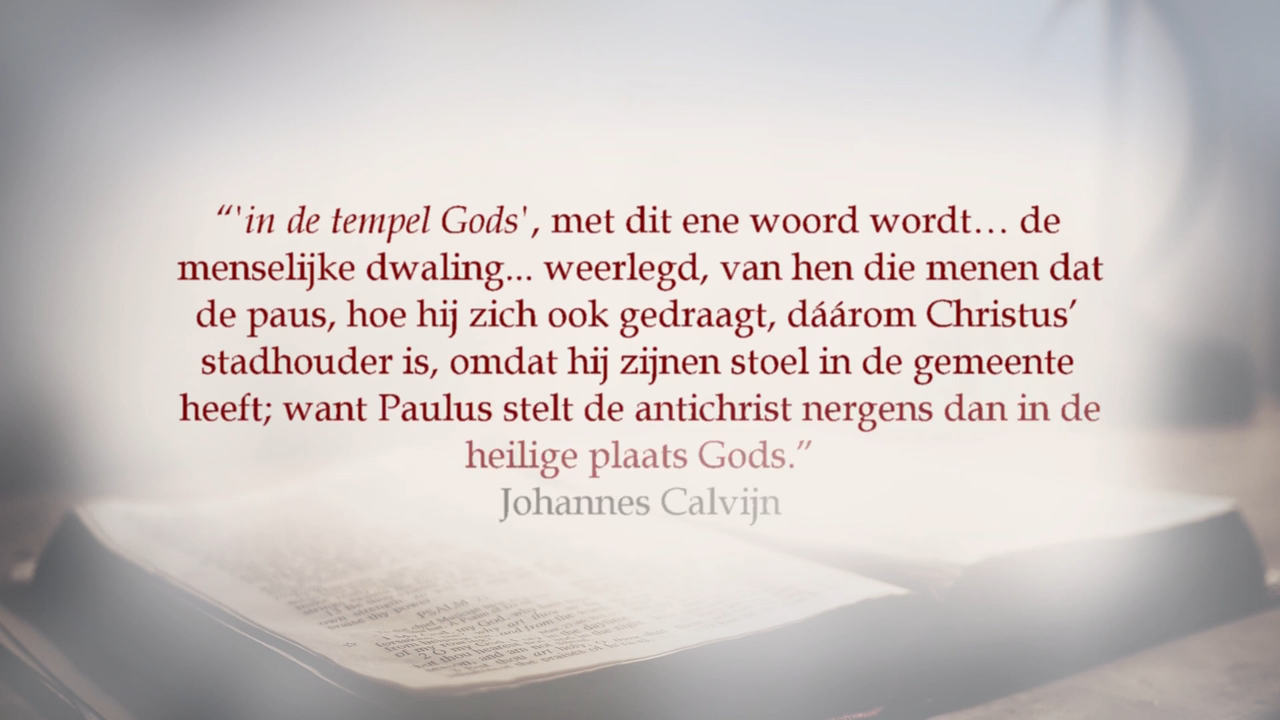 “'in de tempel Gods', met dit ene woord wordt… de
menselijke dwaling... weerlegd, van hen die menen dat
de paus, hoe hij zich ook gedraagt, dáárom Christus’
stadhouder is, omdat hij zijnen stoel in de gemeente
heeft; want Paulus stelt de antichrist nergens dan in de
heilige plaats Gods.”
Johannes Calvijn
PSALM